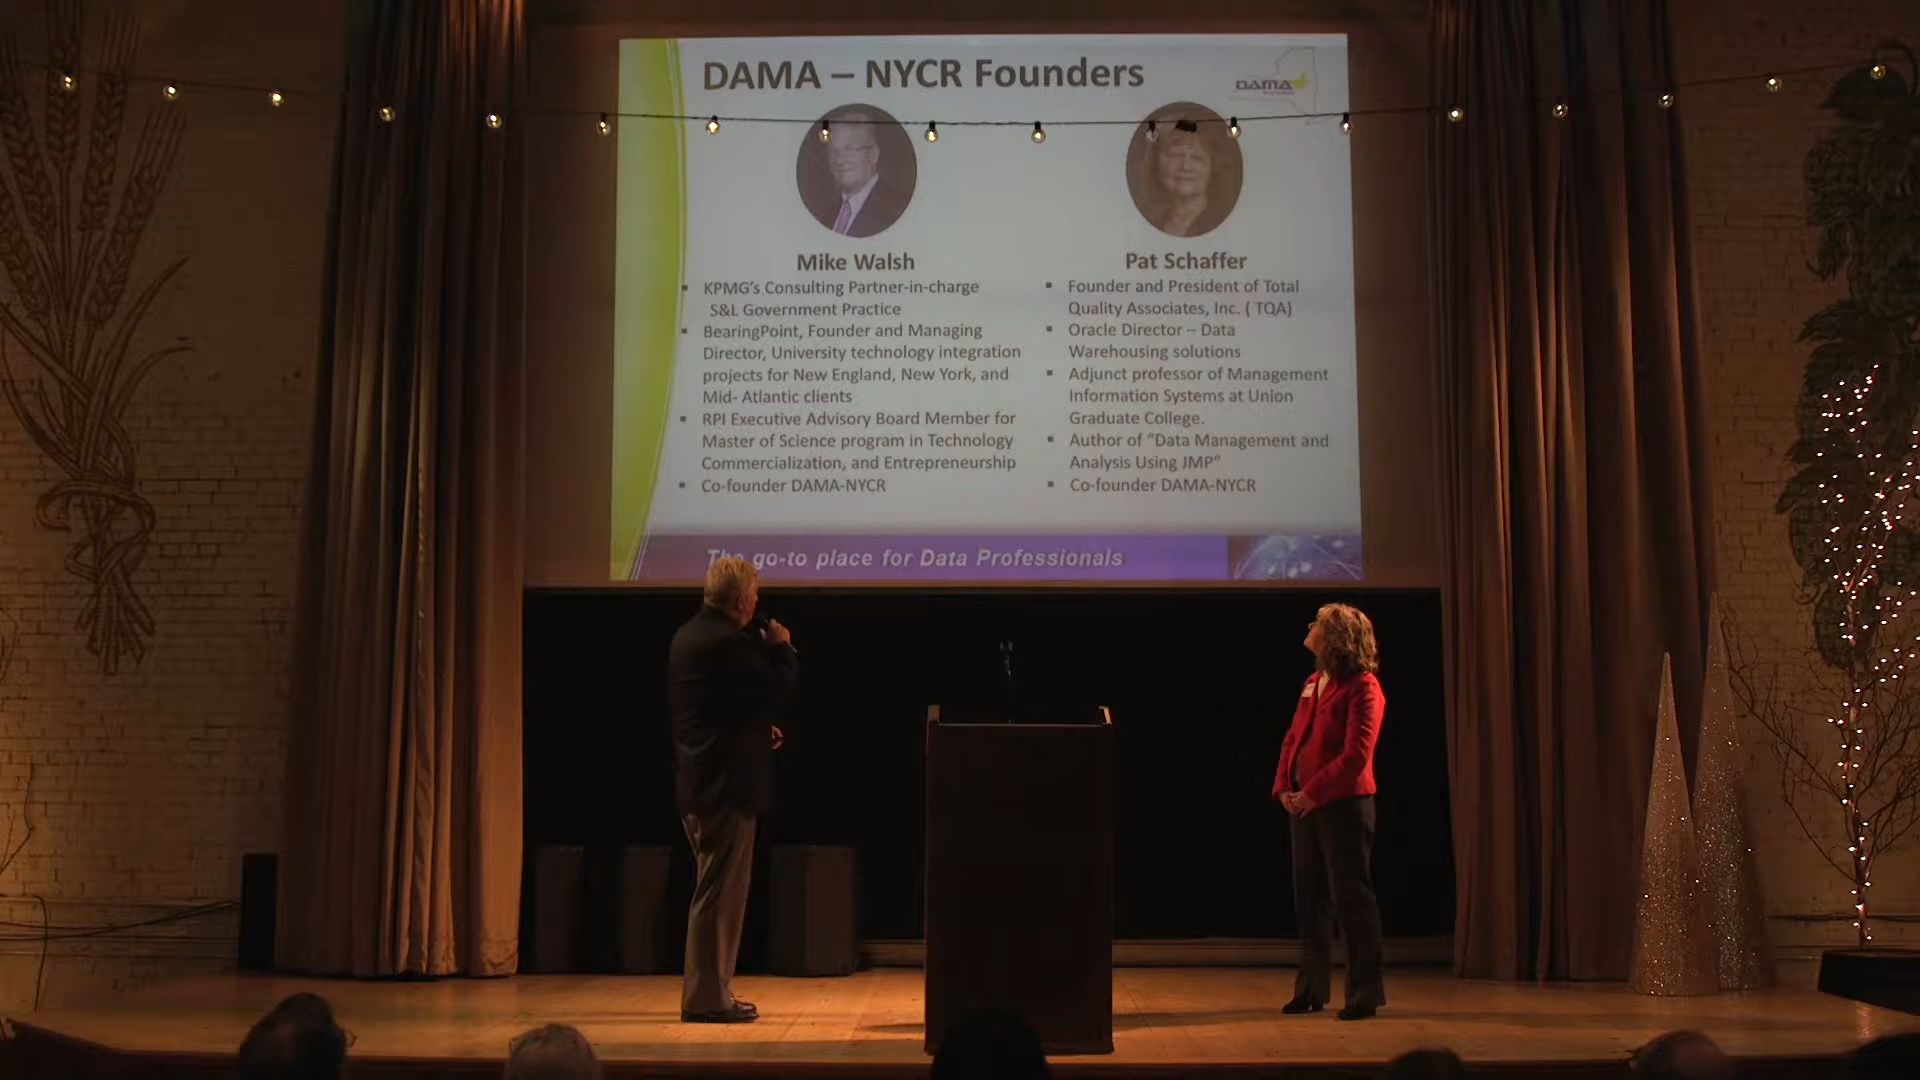 DAMA – NYCR Founders
DAMA
Mike Walsh
▪ KPMG's Consulting Partner-in-charge
S&L Government Practice
▪ BearingPoint, Founder and Managing
Director, University technology integration
projects for New England, New York, and
Mid- Atlantic clients
▪ RPI Executive Advisory Board Member for
Master of Science program in Technology
Commercialization, and Entrepreneurship
▪ Co-founder DAMA-NYCR
Pat Schaffer
▪ Founder and President of Total
Quality Associates, Inc. ( TQA)
▪ Oracle Director – Data
Warehousing solutions
▪ Adjunct professor of Management
Information Systems at Union
Graduate College.
▪ Author of "Data Management and
Analysis Using JMP"
▪ Co-founder DAMA-NYCR
The go-to place for Data Professionals